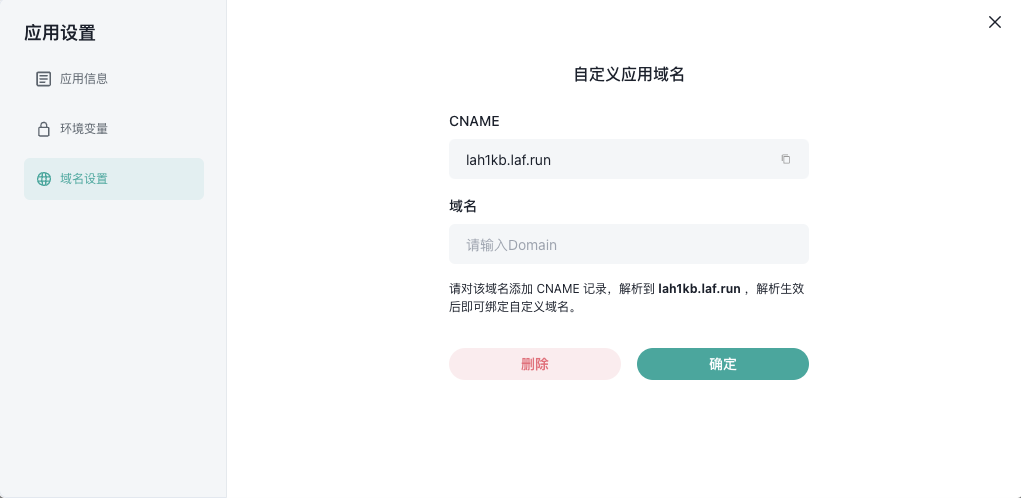 应用设置
应用信息
环境变量
域名设置
自定义应用域名
CNAME
lah1kb.laf.run
域名
请输入Domain
请对该域名添加 CNAME 记录，解析到 lah1kb.laf.run ，解析生效
后即可绑定自定义域名。
删除
确定